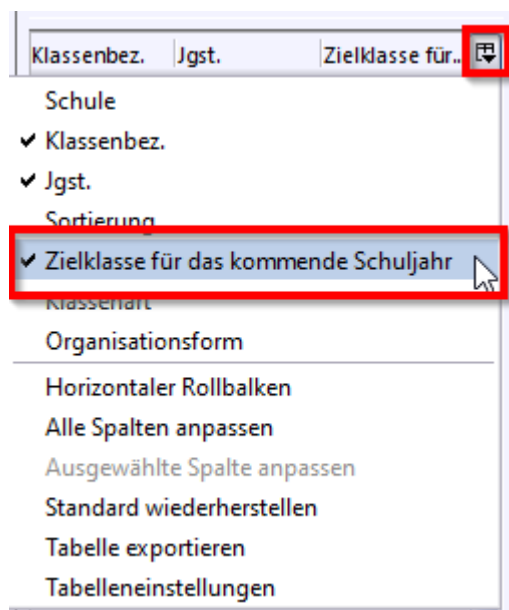 Klassenbez. Jgst. Zielklasse für..
Schule
Klassenbez.
Jgst.
Sortierung
Zielklasse für das kommende Schuljahr
Klassenart
Organisationsform
Horizontaler Rollbalken
Alle Spalten anpassen
Ausgewählte Spalte anpassen
Standard wiederherstellen
Tabelle exportieren
Tabelleneinstellungen